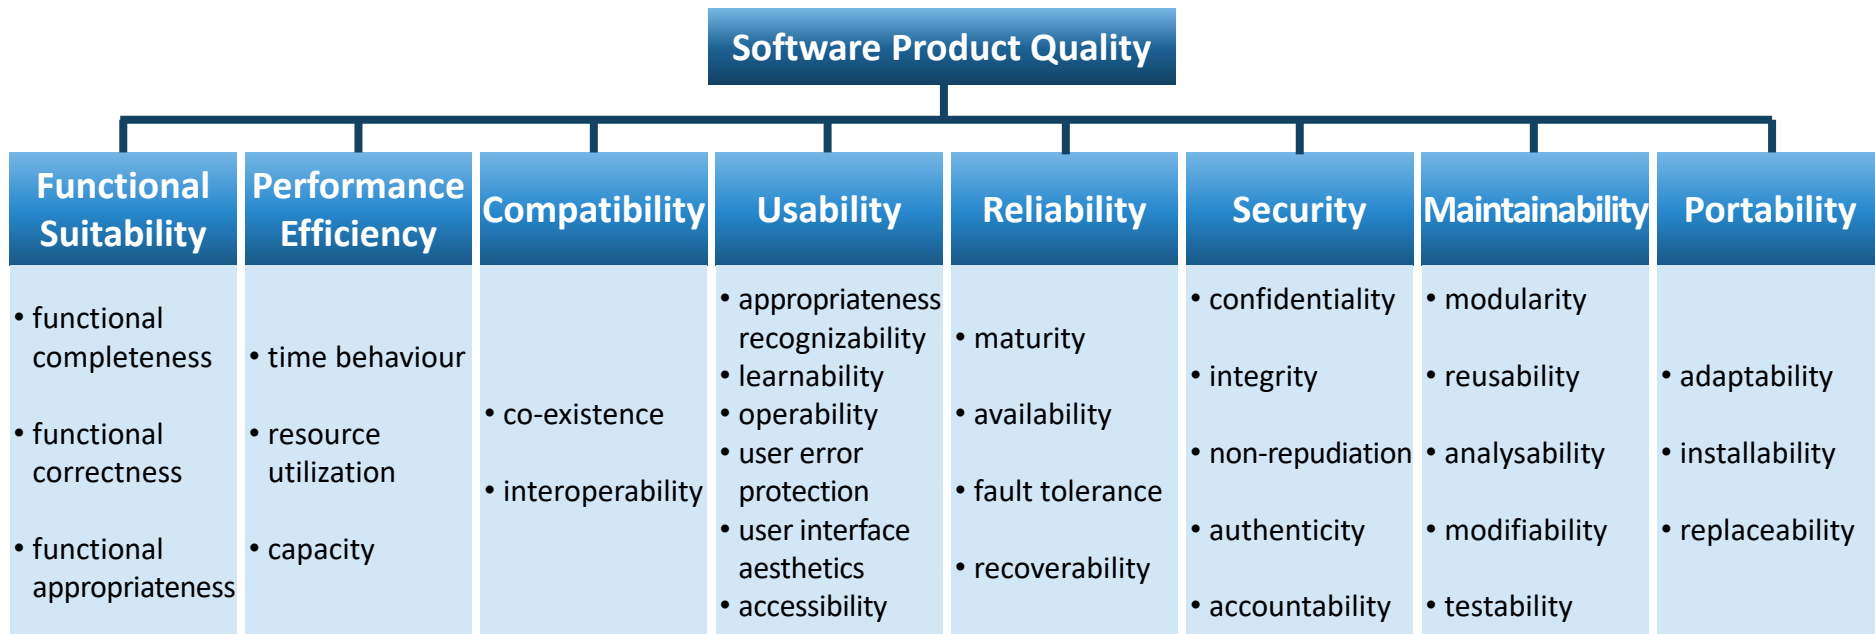 Software Product Quality
Functional
Suitability
• functional
completeness
• functional
correctness
• functional
appropriateness
Performance
Efficiency
• time behaviour
• resource
utilization
• capacity
Compatibility
• co-existence
• interoperability
Usability
• appropriateness
recognizability
• learnability
• operability
• user error
protection
• user interface
aesthetics
• accessibility
Reliability
• maturity
• availability
• fault tolerance
• recoverability
Security
• confidentiality
• integrity
• non-repudiation
• authenticity
• accountability
Maintainability
• modularity
• reusability
• analysability
• modifiability
• testability
Portability
• adaptability
• installability
• replaceability